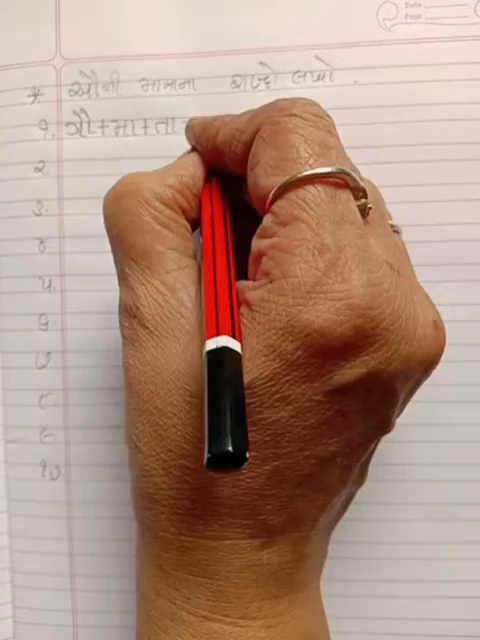 Date
Page
* ઔની માત્રાના શબ્દો લખો .
૧. ગૌ+મા+તા =
૨.
૩.
૪.
૫.
૬.
૭.
૮.
૯.
૧૦